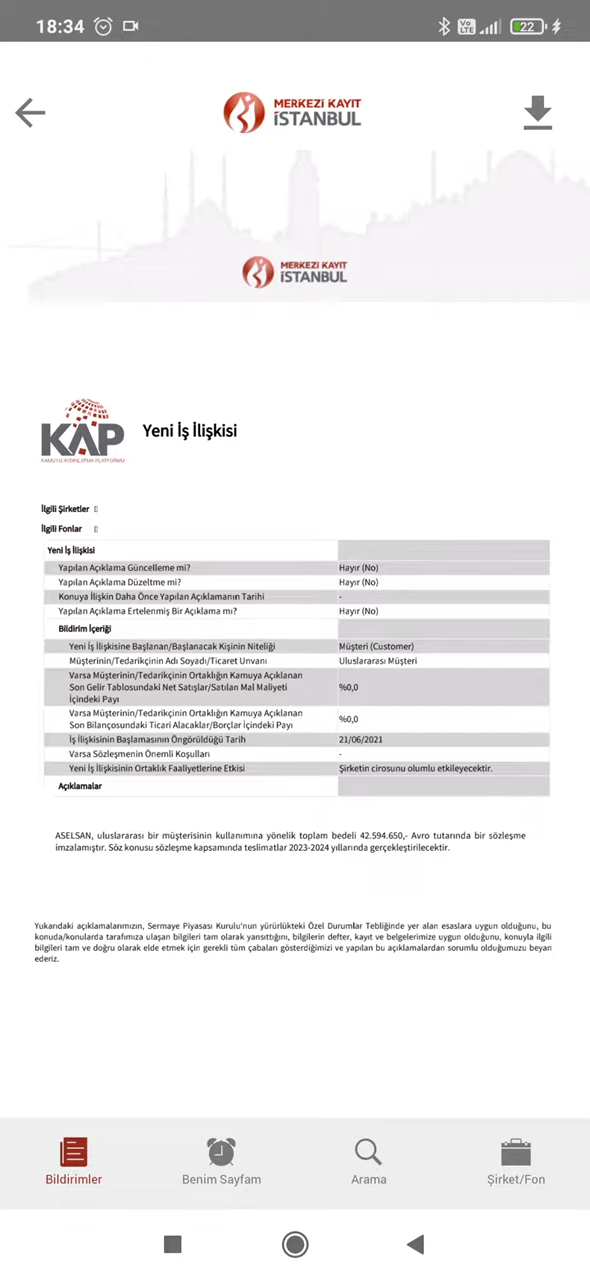 18:34
Vo
LTE
22
MERKEZİ KAYIT
İSTANBUL
MERKEZİ KAYIT
İSTANBUL
KAP
KAMUYU AYDINLATMA PLATFORMU
Yeni İş İlişkisi
İlgili Şirketler []
İlgili Fonlar []
Yeni İş İlişkisi
Yapılan Açıklama Güncelleme mi? Hayır (No)
Yapılan Açıklama Düzeltme mi? Hayır (No)
Konuya İlişkin Daha Önce Yapılan Açıklamanın Tarihi -
Yapılan Açıklama Ertelenmiş Bir Açıklama mı? Hayır (No)
Bildirim İçeriği
Yeni İş İlişkisine Başlanan/Başlanacak Kişinin Niteliği Müşteri (Customer)
Müşterinin/Tedarikçinin Adı Soyadı/Ticaret Unvanı Uluslararası Müşteri
Varsa Müşterinin/Tedarikçinin Ortaklığın Kamuya Açıklanan
Son Gelir Tablosundaki Net Satışlar/Satılan Mal Maliyeti %0,0
İçindeki Payı
Varsa Müşterinin/Tedarikçinin Ortaklığın Kamuya Açıklanan
Son Bilançosundaki Ticari Alacaklar/Borçlar İçindeki Payı %0,0
İş İlişkisinin Başlamasının Öngörüldüğü Tarih 21/06/2021
Varsa Sözleşmenin Önemli Koşulları -
Yeni İş İlişkisinin Ortaklık Faaliyetlerine Etkisi Şirketin cirosunu olumlu etkileyecektir.
Açıklamalar
ASELSAN, uluslararası bir müşterisinin kullanımına yönelik toplam bedeli 42.594.650,- Avro tutarında bir sözleşme
imzalamıştır. Söz konusu sözleşme kapsamında teslimatlar 2023-2024 yıllarında gerçekleştirilecektir.
Yukarıdaki açıklamalarımızın, Sermaye Piyasası Kurulu'nun yürürlükteki Özel Durumlar Tebliğinde yer alan esaslara uygun olduğunu, bu
konuda/konularda tarafımıza ulaşan bilgileri tam olarak yansıttığını, bilgilerin defter, kayıt ve belgelerimize uygun olduğunu, konuyla ilgili
bilgileri tam ve doğru olarak elde etmek için gerekli tüm çabaları gösterdiğimizi ve yapılan bu açıklamalardan sorumlu olduğumuzu beyan
ederiz.
Bildirimler Benim Sayfam Arama Şirket/Fon